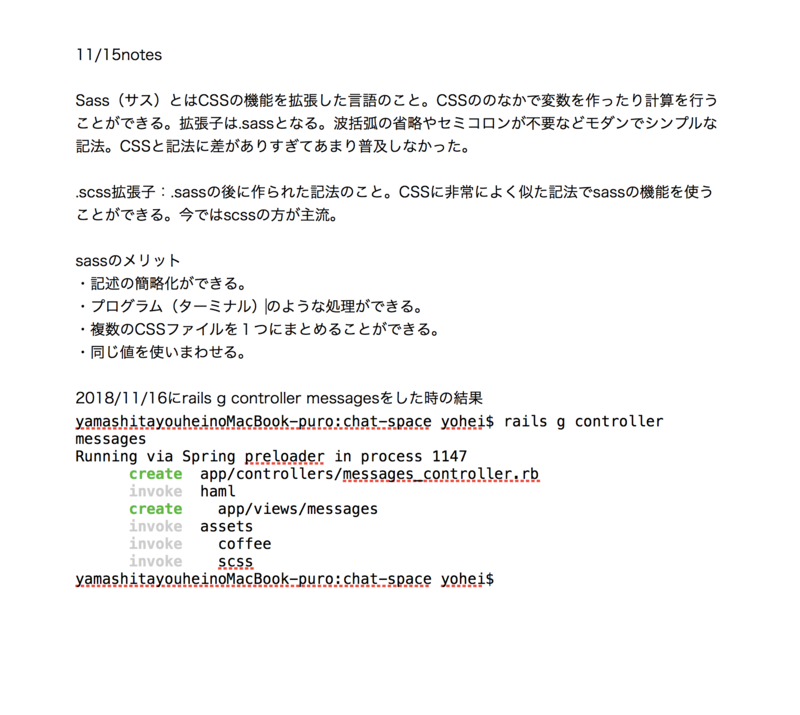 11/15notes
Sass（サス）とはCSSの機能を拡張した言語のこと。CSSののなかで変数を作ったり計算を行う
ことができる。拡張子は.sassとなる。波括弧の省略やセミコロンが不要などモダンでシンプルな
記法。CSSと記法に差がありすぎてあまり普及しなかった。
.scss拡張子：.sassの後に作られた記法のこと。CSSに非常によく似た記法でsassの機能を使う
ことができる。今ではscssの方が主流。
sassのメリット
・記述の簡略化ができる。
・プログラム（ターミナル）のような処理ができる。
・複数のCSSファイルを１つにまとめることができる。
・同じ値を使いまわせる。
2018/11/16にrails g controller messagesをした時の結果
yamashitayouheinoMacBook-puro:chat-space yohei$ rails g controller
messages
Running via Spring preloader in process 1147
create  app/controllers/messages_controller.rb
invoke  haml
create    app/views/messages
invoke  assets
invoke    coffee
invoke    scss
yamashitayouheinoMacBook-puro:chat-space yohei$